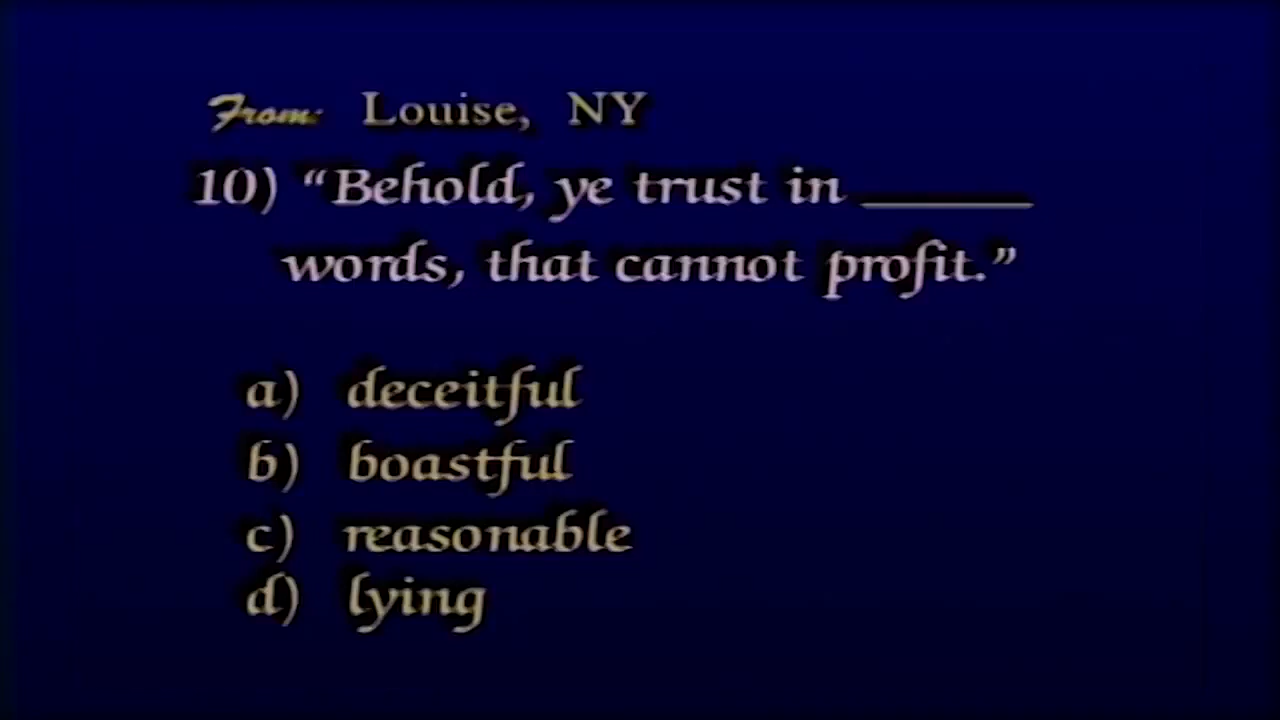 From: Louise, NY
10) “Behold, ye trust in _____
words, that cannot profit.”
a) deceitful
b) boastful
c) reasonable
d) lying